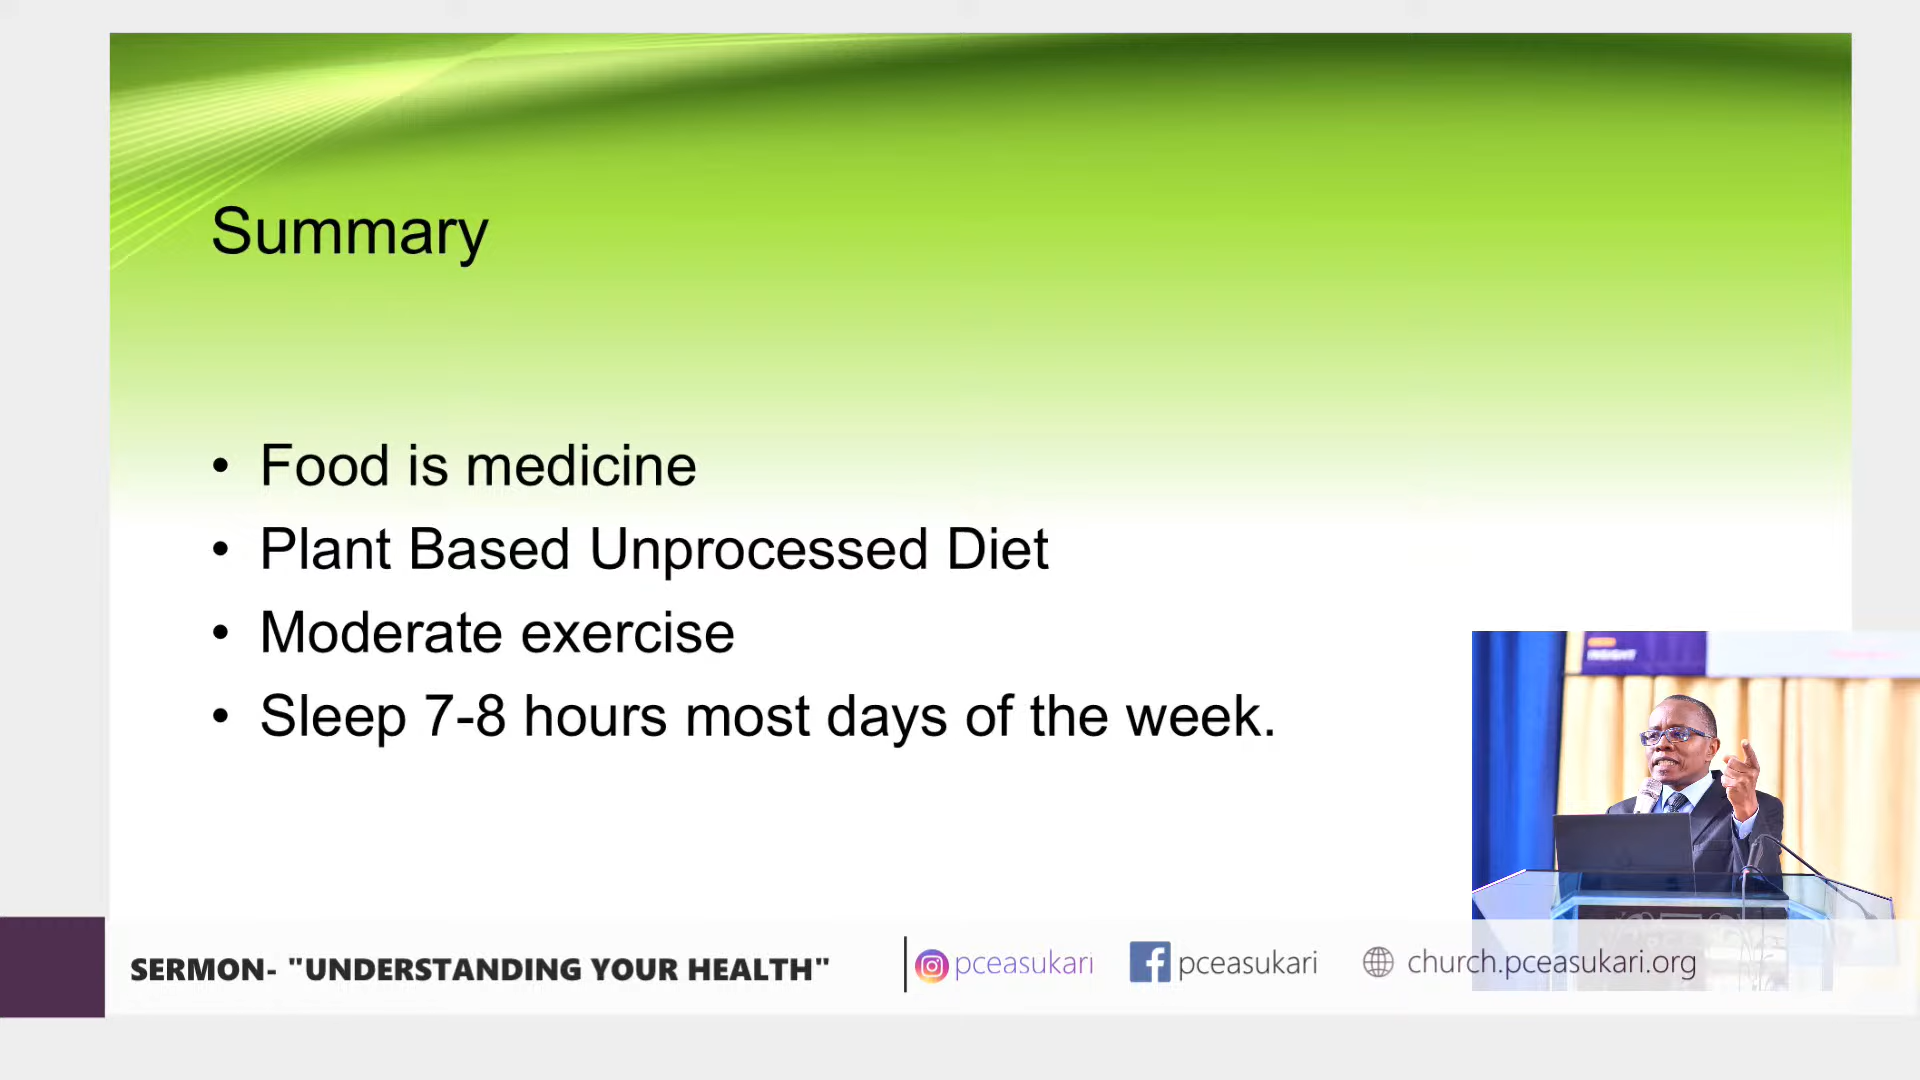 Summary
• Food is medicine
• Plant Based Unprocessed Diet
• Moderate exercise
• Sleep 7-8 hours most days of the week.
INSIGHT
SERMON- "UNDERSTANDING YOUR HEALTH"
pceasukari
pceasukari
church.pceasukari.org